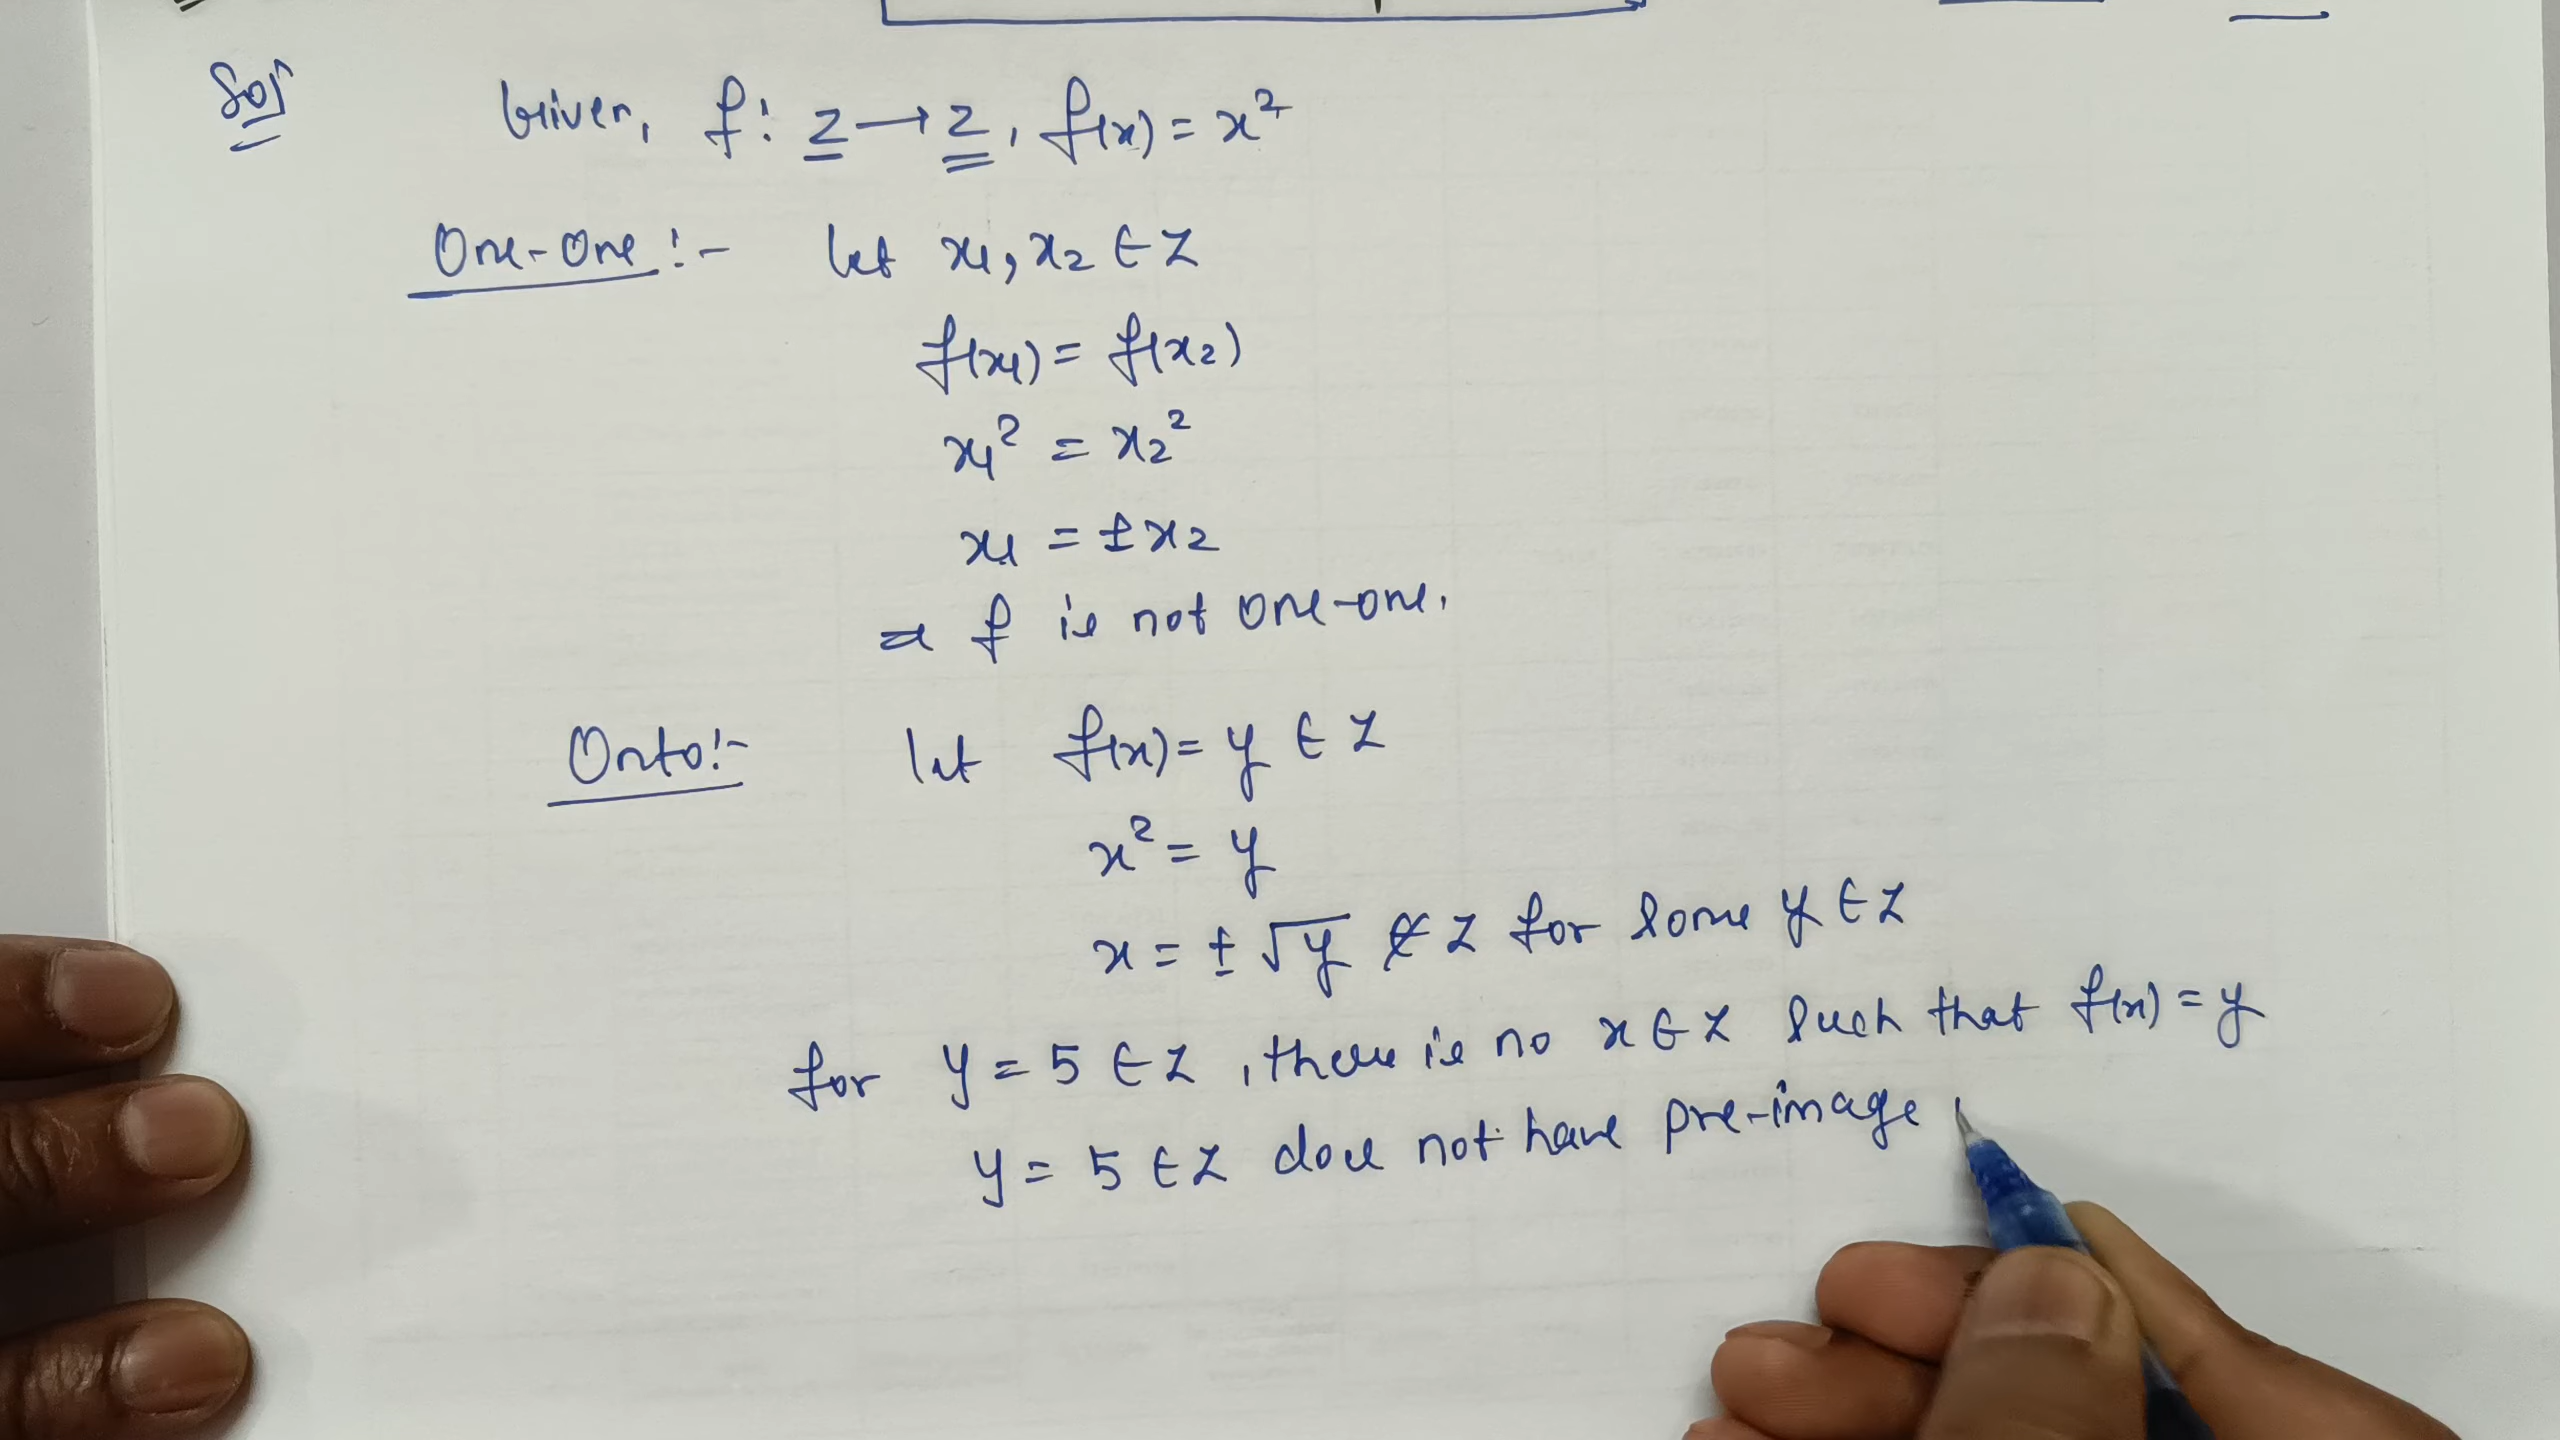 Solⁿ
Given, f: Z → Z, f(x) = x²
One-One :- let x₁, x₂ ∈ Z
f(x₁) = f(x₂)
x₁² = x₂²
x₁ = ± x₂
⇒ f is not one-one.
Onto:- let f(x) = y ∈ Z
x² = y
x = ± √y ∉ Z for some y ∈ Z
for y = 5 ∈ Z, there is no x ∈ Z such that f(x) = y
y = 5 ∈ Z does not have pre-image